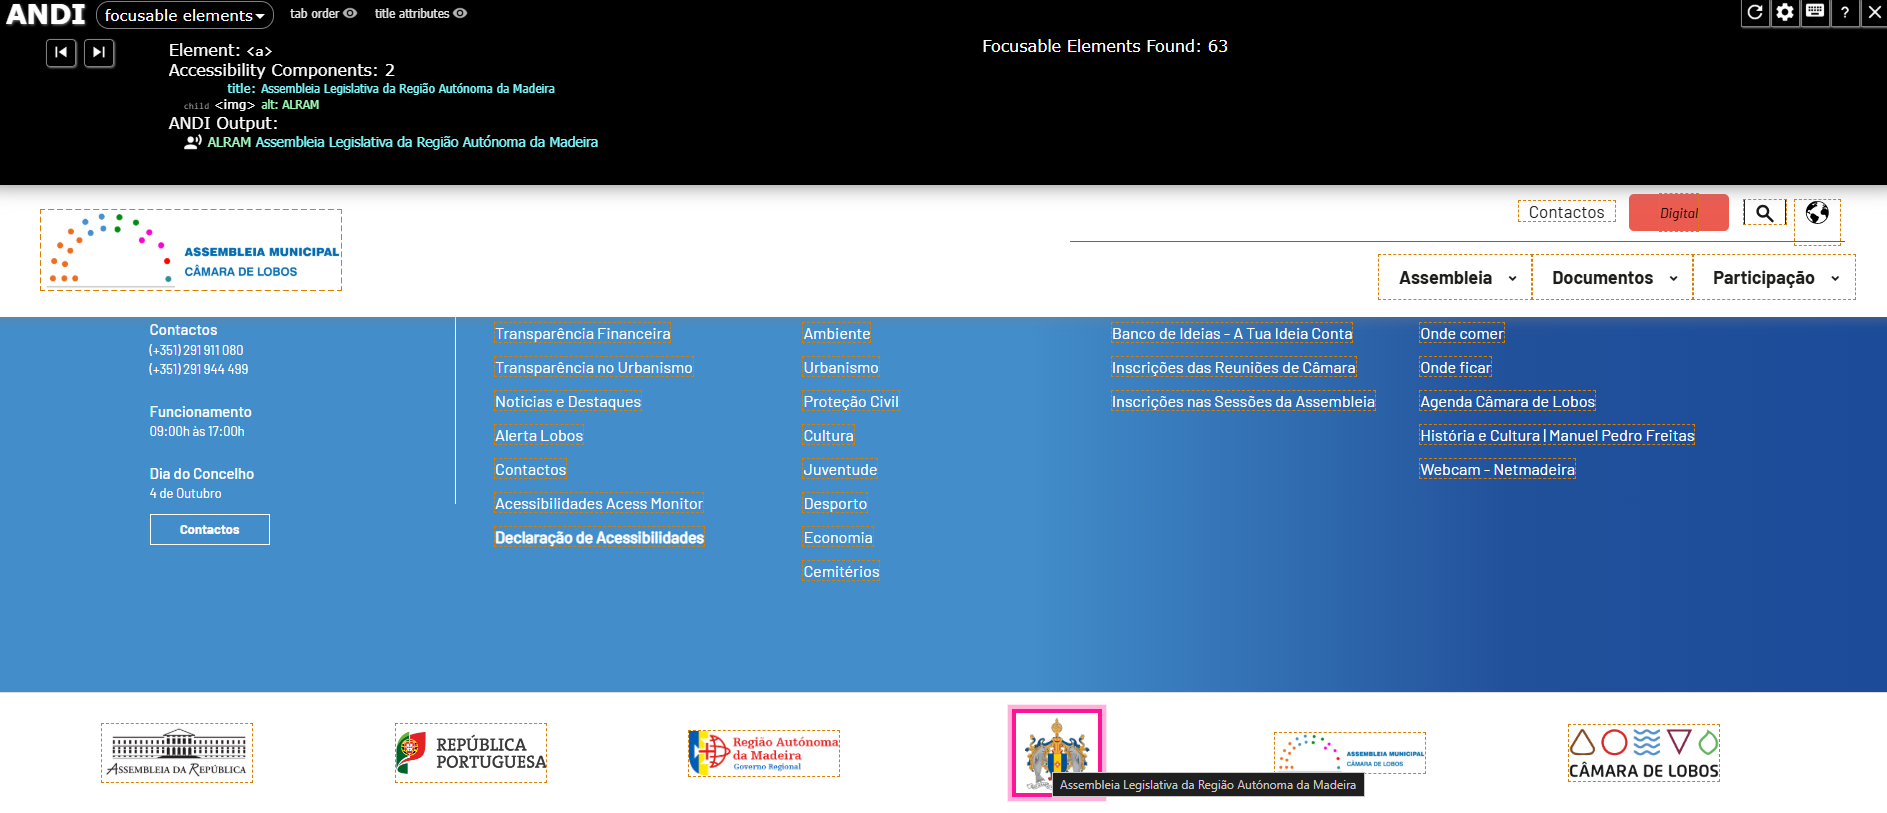 ANDI focusable elements tab order title attributes ?
Element: <a>
Focusable Elements Found: 63
Accessibility Components: 2
title: Assembleia Legislativa da Região Autónoma da Madeira
child <img> alt: ALRAM
ANDI Output:
ALRAM Assembleia Legislativa da Região Autónoma da Madeira
Contactos Digital
ASSEMBLEIA MUNICIPAL
CÂMARA DE LOBOS
Assembleia Documentos Participação
Contactos
(+351) 291 911 080
(+351) 291 944 499
Funcionamento
09:00h às 17:00h
Dia do Concelho
4 de Outubro
Contactos
Transparência Financeira
Transparência no Urbanismo
Noticias e Destaques
Alerta Lobos
Contactos
Acessibilidades Acess Monitor
Declaração de Acessibilidades
Ambiente
Urbanismo
Proteção Civil
Cultura
Juventude
Desporto
Economia
Cemitérios
Banco de Ideias - A Tua Ideia Conta
Inscrições das Reuniões de Câmara
Inscrições nas Sessões da Assembleia
Onde comer
Onde ficar
Agenda Câmara de Lobos
História e Cultura | Manuel Pedro Freitas
Webcam - Netmadeira
ASSEMBLEIA DA REPÚBLICA
REPÚBLICA
PORTUGUESA
Região Autónoma
da Madeira
Governo Regional
Assembleia Legislativa da Região Autónoma da Madeira
ASSEMBLEIA MUNICIPAL
CÂMARA DE LOBOS
CÂMARA DE LOBOS